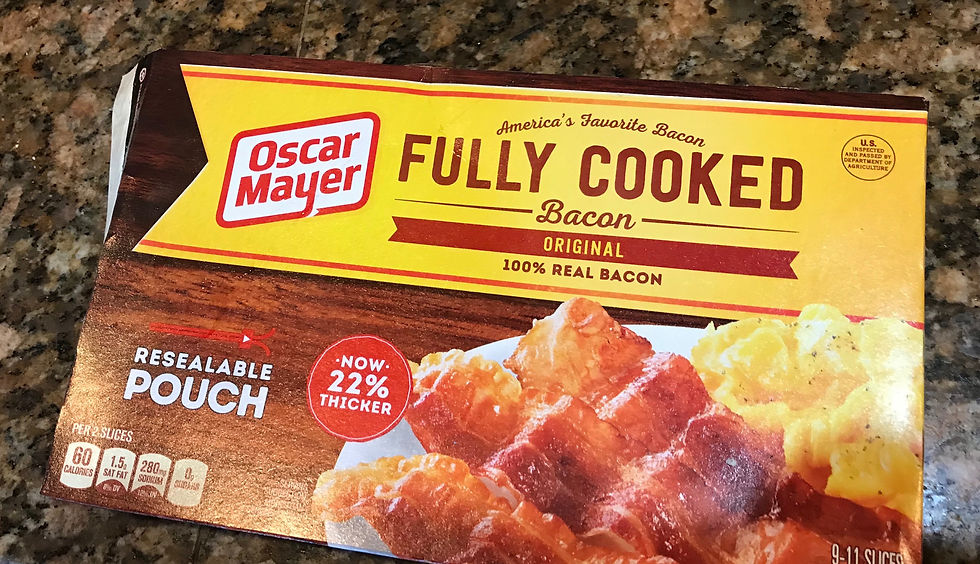 Oscar
Mayer
America's Favorite Bacon
FULLY COOKED
Bacon
ORIGINAL
100% REAL BACON
U.S.
INSPECTED
AND PASSED BY
DEPARTMENT OF
AGRICULTURE
RESEALABLE
POUCH
·NOW·
22%
THICKER
PER 2 SLICES
60
CALORIES
1.5g
SAT FAT
8% DV
280mg
SODIUM
0g
SUGARS
9-11 SLICES